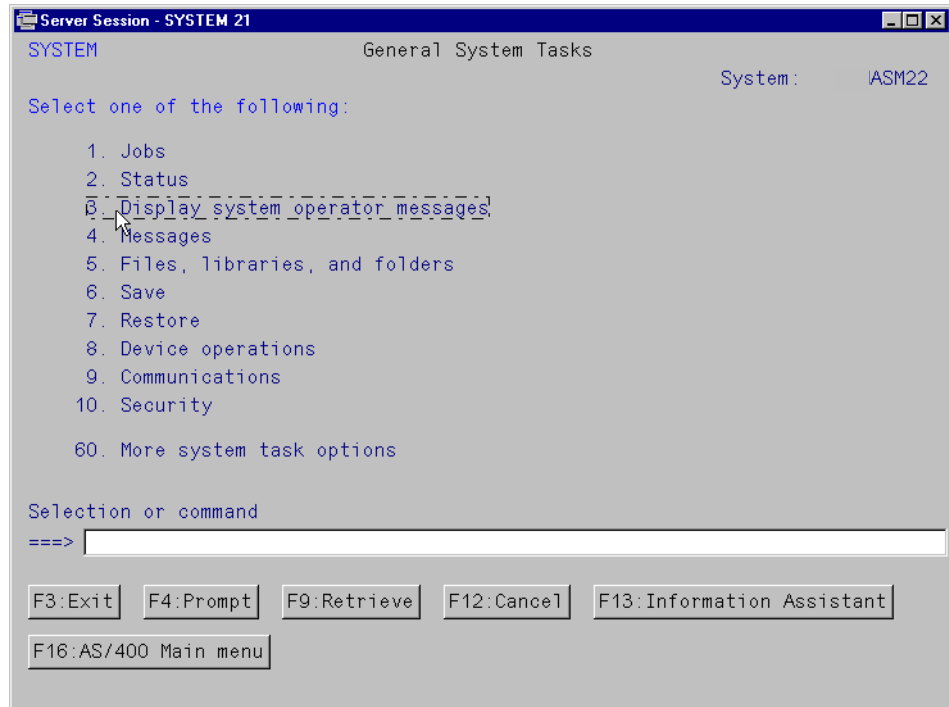 Server Session - SYSTEM 21
SYSTEM General System Tasks
System: ASM22
Select one of the following:
1. Jobs
2. Status
3. Display system operator messages
4. Messages
5. Files, libraries, and folders
6. Save
7. Restore
8. Device operations
9. Communications
10. Security
60. More system task options
Selection or command
===>
F3:Exit F4:Prompt F9:Retrieve F12:Cancel F13:Information Assistant
F16:AS/400 Main menu